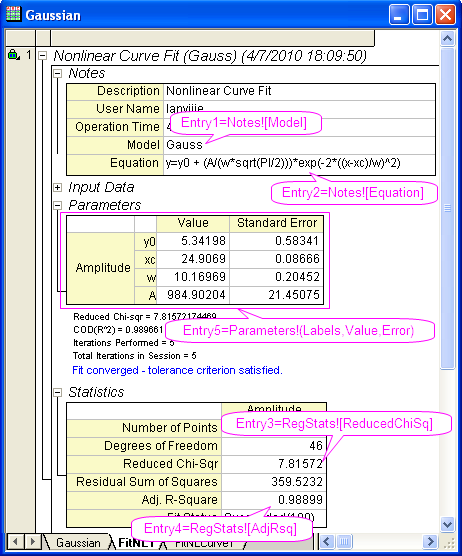 Gaussian
1
Nonlinear Curve Fit (Gauss) (4/7/2010 18:09:50)
Notes
Description Nonlinear Curve Fit
User Name
Operation Time 4
Entry1=Notes![Model]
Model Gauss
Equation y=y0 + (A/(w*sqrt(PI/2)))*exp(-2*((x-xc)/w)^2)
Entry2=Notes![Equation]
Input Data
Parameters
Value Standard Error
Amplitude
y0 5.34198 0.58341
xc 24.9069 0.08666
w 10.16969 0.20452
A 984.90204 21.45075
Reduced Chi-sqr = 7.81572174469
COD(R^2) = 0.989661
Entry5=Parameters!(Labels,Value,Error)
Iterations Performed = 5
Total Iterations in Session = 5
Fit converged - tolerance criterion satisfied.
Statistics
Amplitude
Number of Points
Entry3=RegStats![ReducedChiSq]
Degrees of Freedom 46
Reduced Chi-Sqr 7.81572
Residual Sum of Squares 359.5232
Adj. R-Square 0.98899
Fit Status
Entry4=RegStats![AdjRsq]
Gaussian FitNL1 FitNLCurve1